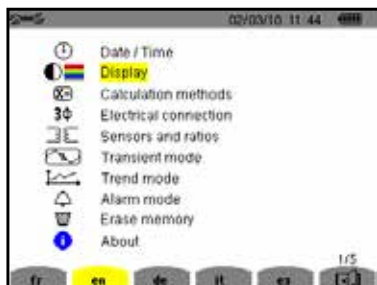 02/03/10 11:44
Date / Time
Display
Calculation methods
3Φ Electrical connection
Sensors and ratios
Transient mode
Trend mode
Alarm mode
Erase memory
i About
1/5
fr en de it es